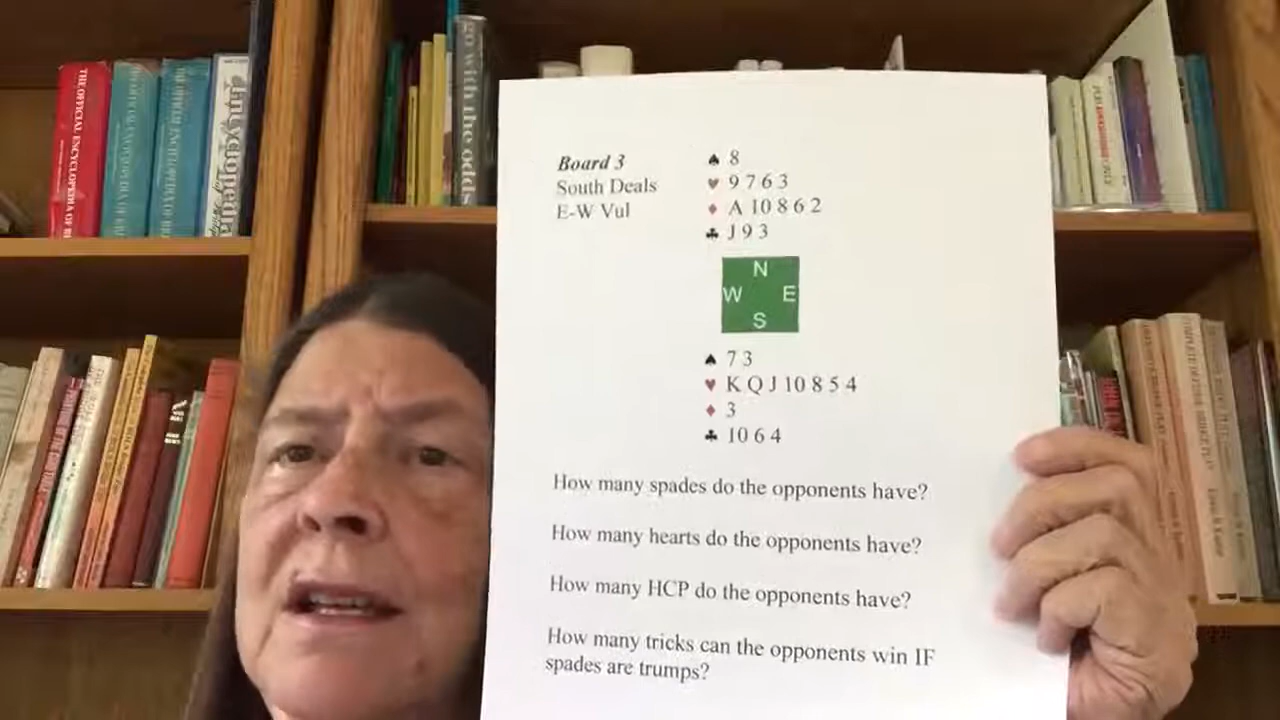 THE OFFICIAL ENCYCLOPEDIA OF
go with the odds
Encyclopedia
Board 3
South Deals
E-W Vul
♠ 8
♥ 9 7 6 3
♦ A 10 8 6 2
♣ J 9 3
N
W E
S
♠ 7 3
♥ K Q J 10 8 5 4
♦ 3
♣ 10 6 4
How many spades do the opponents have?
How many hearts do the opponents have?
How many HCP do the opponents have?
How many tricks can the opponents win IF
spades are trumps?